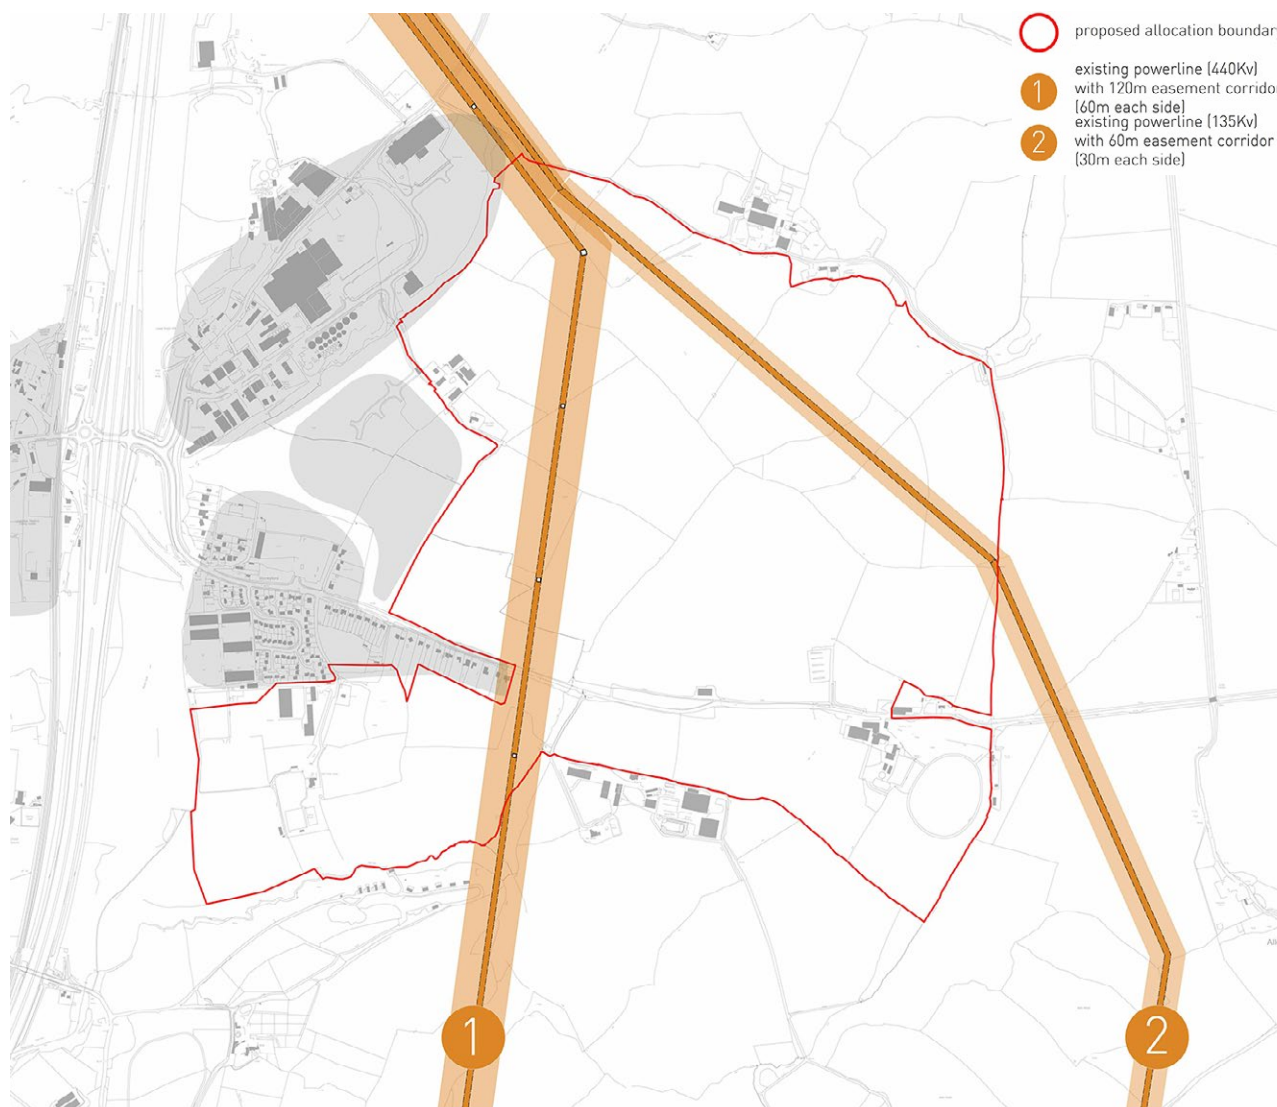 proposed allocation boundar
1
existing powerline (440Kv)
with 120m easement corridor
(60m each side)
2
existing powerline (135Kv)
with 60m easement corridor
(30m each side)
1
2